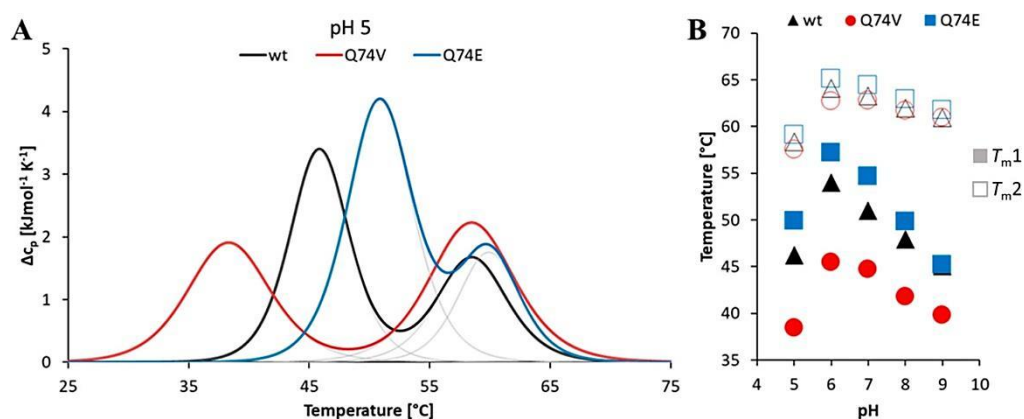 A
pH 5
wt Q74V Q74E
Δcp [kJmol-1 K-1]
5
4
3
2
1
0
25 35 45 55 65 75
Temperature [°C]
B
wt Q74V Q74E
Temperature [°C]
70
65
60
55
50
45
40
35
4 5 6 7 8 9 10
pH
Tm1
Tm2